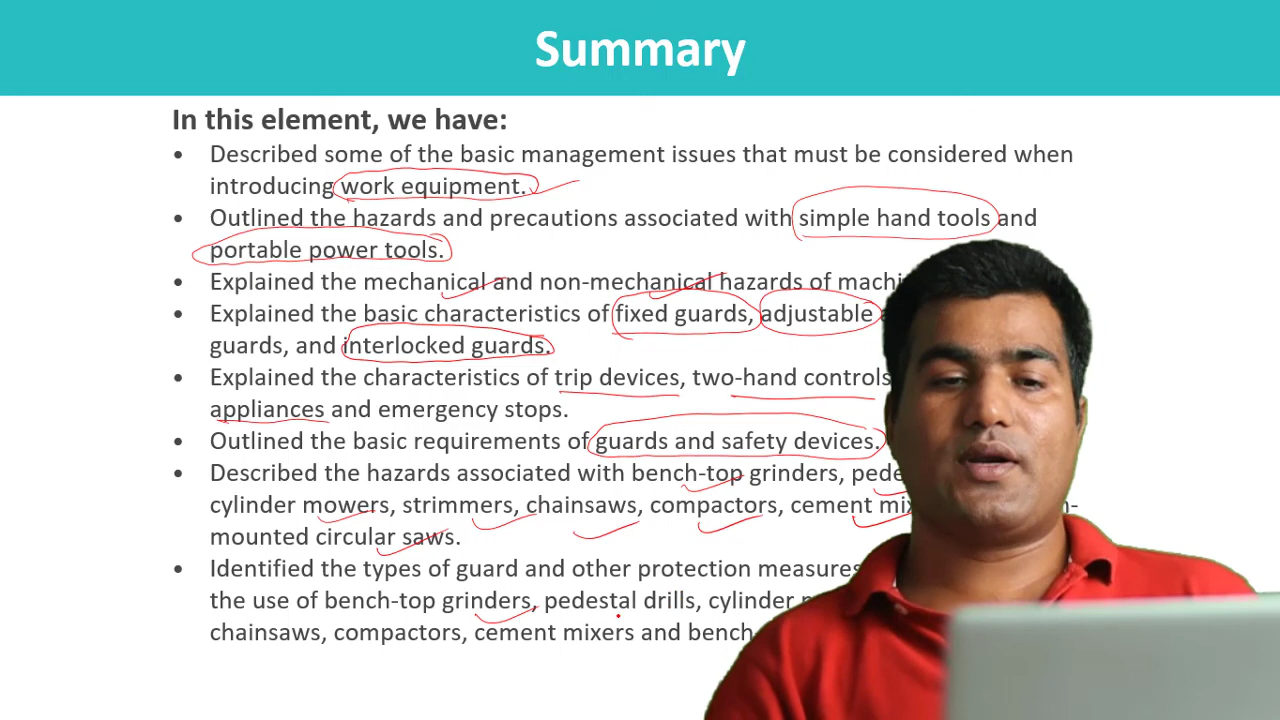 Summary
In this element, we have:
• Described some of the basic management issues that must be considered when
introducing work equipment.
• Outlined the hazards and precautions associated with simple hand tools and
portable power tools.
• Explained the mechanical and non-mechanical hazards of
• Explained the basic characteristics of fixed guards, adjustable
guards, and interlocked guards.
• Explained the characteristics of trip devices, two-hand controls
appliances and emergency stops.
• Outlined the basic requirements of guards and safety devices.
• Described the hazards associated with bench-top grinders,
cylinder mowers, strimmers, chainsaws, compactors, cement
mounted circular saws.
• Identified the types of guard and other protection measures
the use of bench-top grinders, pedestal drills, cylinder
chainsaws, compactors, cement mixers and bench